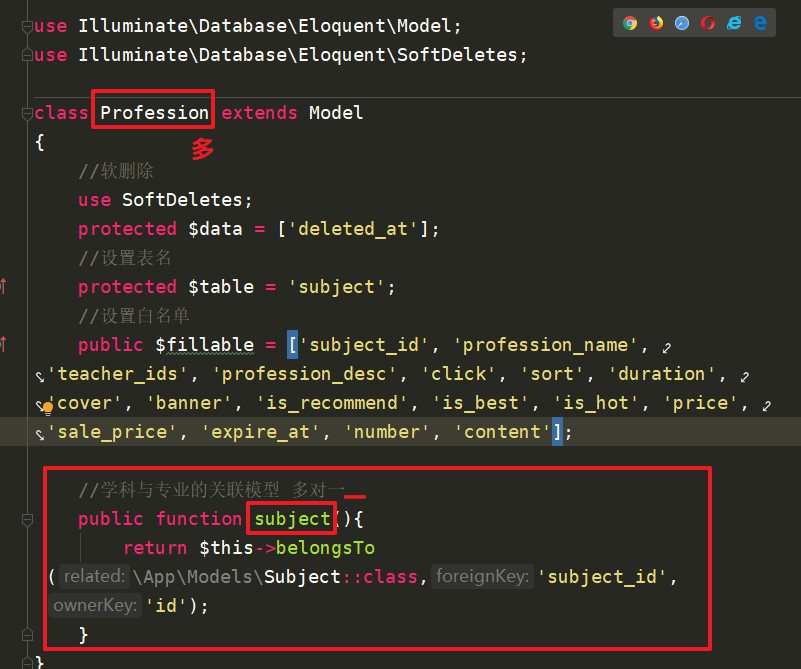 use Illuminate\Database\Eloquent\Model;
use Illuminate\Database\Eloquent\SoftDeletes;
class Profession extends Model
多
{
//软删除
use SoftDeletes;
protected $data = ['deleted_at'];
//设置表名
protected $table = 'subject';
//设置白名单
public $fillable = ['subject_id', 'profession_name',
'teacher_ids', 'profession_desc', 'click', 'sort', 'duration',
cover', 'banner', 'is_recommend', 'is_best', 'is_hot', 'price',
'sale_price', 'expire_at', 'number', 'content'];
//学科与专业的关联模型 多对一
public function subject(){
return $this->belongsTo
( related: \App\Models\Subject::class, foreignKey: 'subject_id',
ownerKey: 'id');
}
}